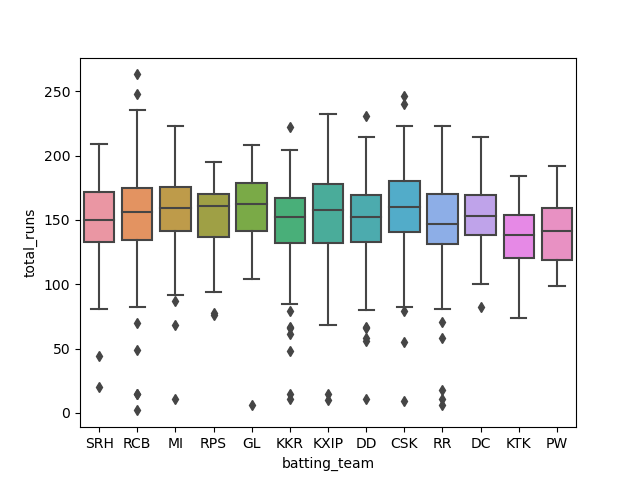 250
200
150
100
50
0
total_runs
SRH RCB MI RPS GL KKR KXIP DD CSK RR DC KTK PW
batting_team